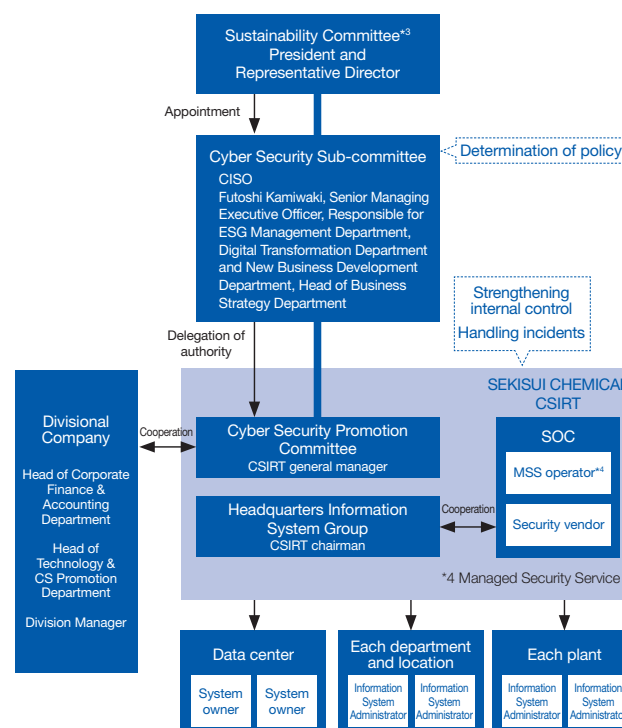 Sustainability Committee*3
President and
Representative Director
Appointment
Cyber Security Sub-committee
CISO
Futoshi Kamiwaki, Senior Managing
Executive Officer, Responsible for
ESG Management Department,
Digital Transformation Department
and New Business Development
Department, Head of Business
Strategy Department
Determination of policy
Strengthening
internal control
Handling incidents
Delegation of
authority
SEKISUI CHEMICAL
CSIRT
Divisional
Company
Head of Corporate
Finance &
Accounting
Department
Head of
Technology &
CS Promotion
Department
Division Manager
Cooperation
Cyber Security Promotion
Committee
CSIRT general manager
Headquarters Information
System Group
CSIRT chairman
Cooperation
SOC
MSS operator*4
Security vendor
*4 Managed Security Service
Data center
System
owner
System
owner
Each department
and location
Information
System
Administrator
Information
System
Administrator
Each plant
Information
System
Administrator
Information
System
Administrator